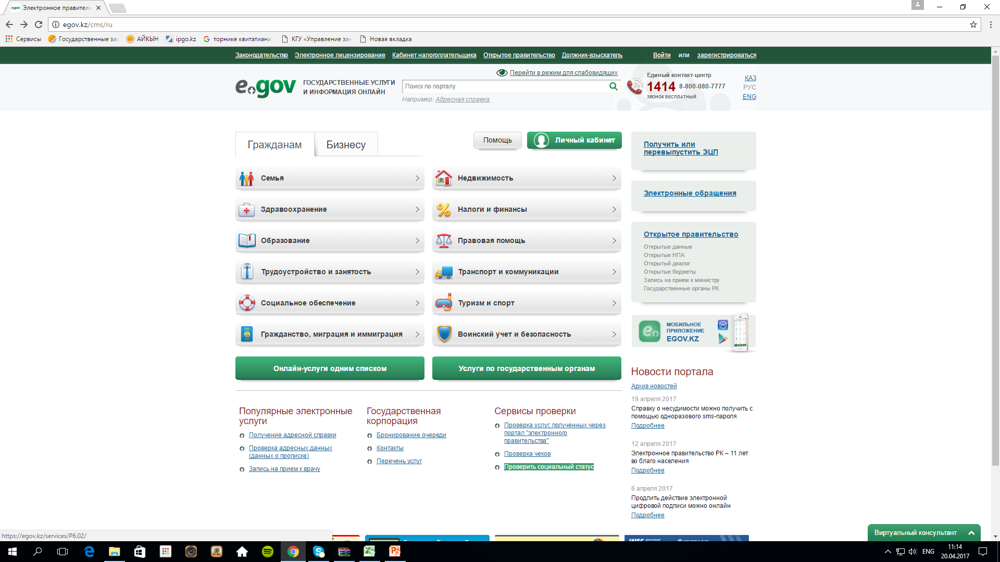 egov Электронное правитель
egov.kz/cms/ru
Сервисы
Государственные зак
АЙКЫН
ipgo.kz
торнике квитатиани
КГУ «Управление зан
Новая вкладка
Законодательство Электронное лицензирование Кабинет налогоплательщика Открытое правительство Должник-взыскатель Войти или зарегистрироваться
Перейти в режим для слабовидящих
egov
ГОСУДАРСТВЕННЫЕ УСЛУГИ
И ИНФОРМАЦИЯ ОНЛАЙН
Поиск по порталу
Например: Адресная справка
Единый контакт-центр
1414 8-800-080-7777
ЗВОНОК БЕСПЛАТНЫЙ
ҚАЗ
РУС
ENG
Гражданам
Бизнесу
Помощь
Личный кабинет
Семья
Недвижимость
Здравоохранение
Налоги и финансы
Образование
Правовая помощь
Трудоустройство и занятость
Транспорт и коммуникации
Социальное обеспечение
Туризм и спорт
Гражданство, миграция и иммиграция
Воинский учет и безопасность
Онлайн-услуги одним списком
Услуги по государственным органам
Популярные электронные
услуги
Получение адресной справки
Проверка адресных данных
(данных о прописке)
Запись на прием к врачу
Государственная
корпорация
Бронирование очереди
Контакты
Перечень услуг
Сервисы проверки
Проверка услуг, полученных через
портал "электронного
правительства"
Проверка чеков
Проверить социальный статус
Получить или
перевыпустить ЭЦП
Электронные обращения
Открытое правительство
Открытые данные
Открытые НПА
Открытый диалог
Открытые бюджеты
Запись на прием к министру
Государственные органы РК
МОБИЛЬНОЕ
ПРИЛОЖЕНИЕ
EGOV.KZ
Новости портала
Архив новостей
19 апреля 2017
Справку о несудимости можно получить с
помощью одноразового sms-пароля
Подробнее
12 апреля 2017
Электронное правительство РК – 11 лет
во благо населения
Подробнее
6 апреля 2017
Продлить действие электронной
цифровой подписи можно онлайн
Подробнее
Виртуальный консультант
https://egov.kz/services/P6.02/
ENG
11:14
20.04.2017